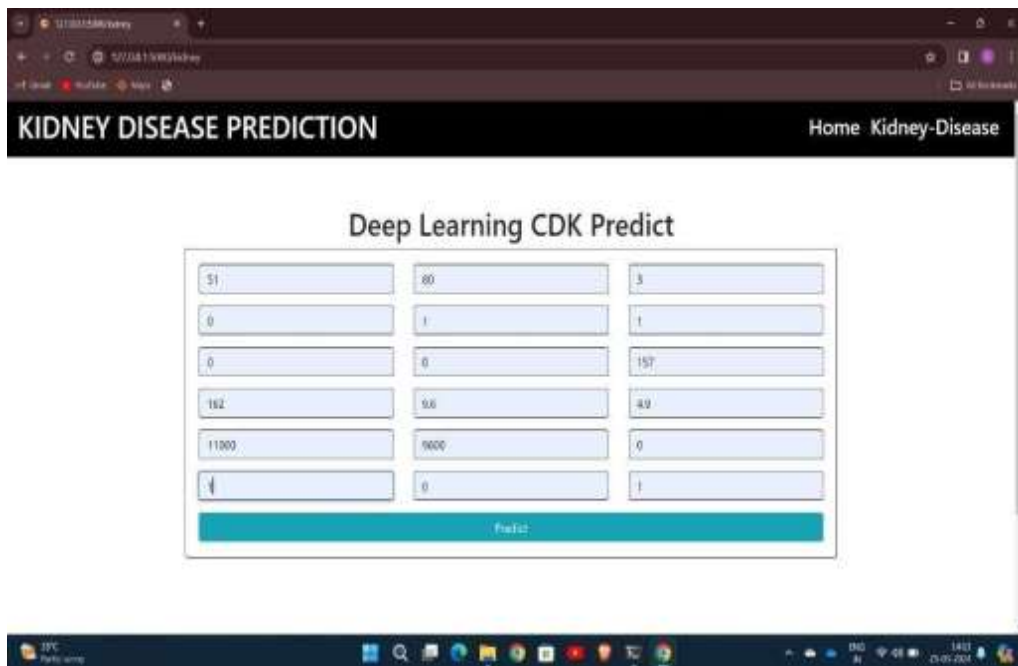 KIDNEY DISEASE PREDICTION
Home Kidney-Disease
Deep Learning CDK Predict
51 80 3
0 1 1
0 0 157
162 9.6 4.9
11000 9600 0
0 1
Predict